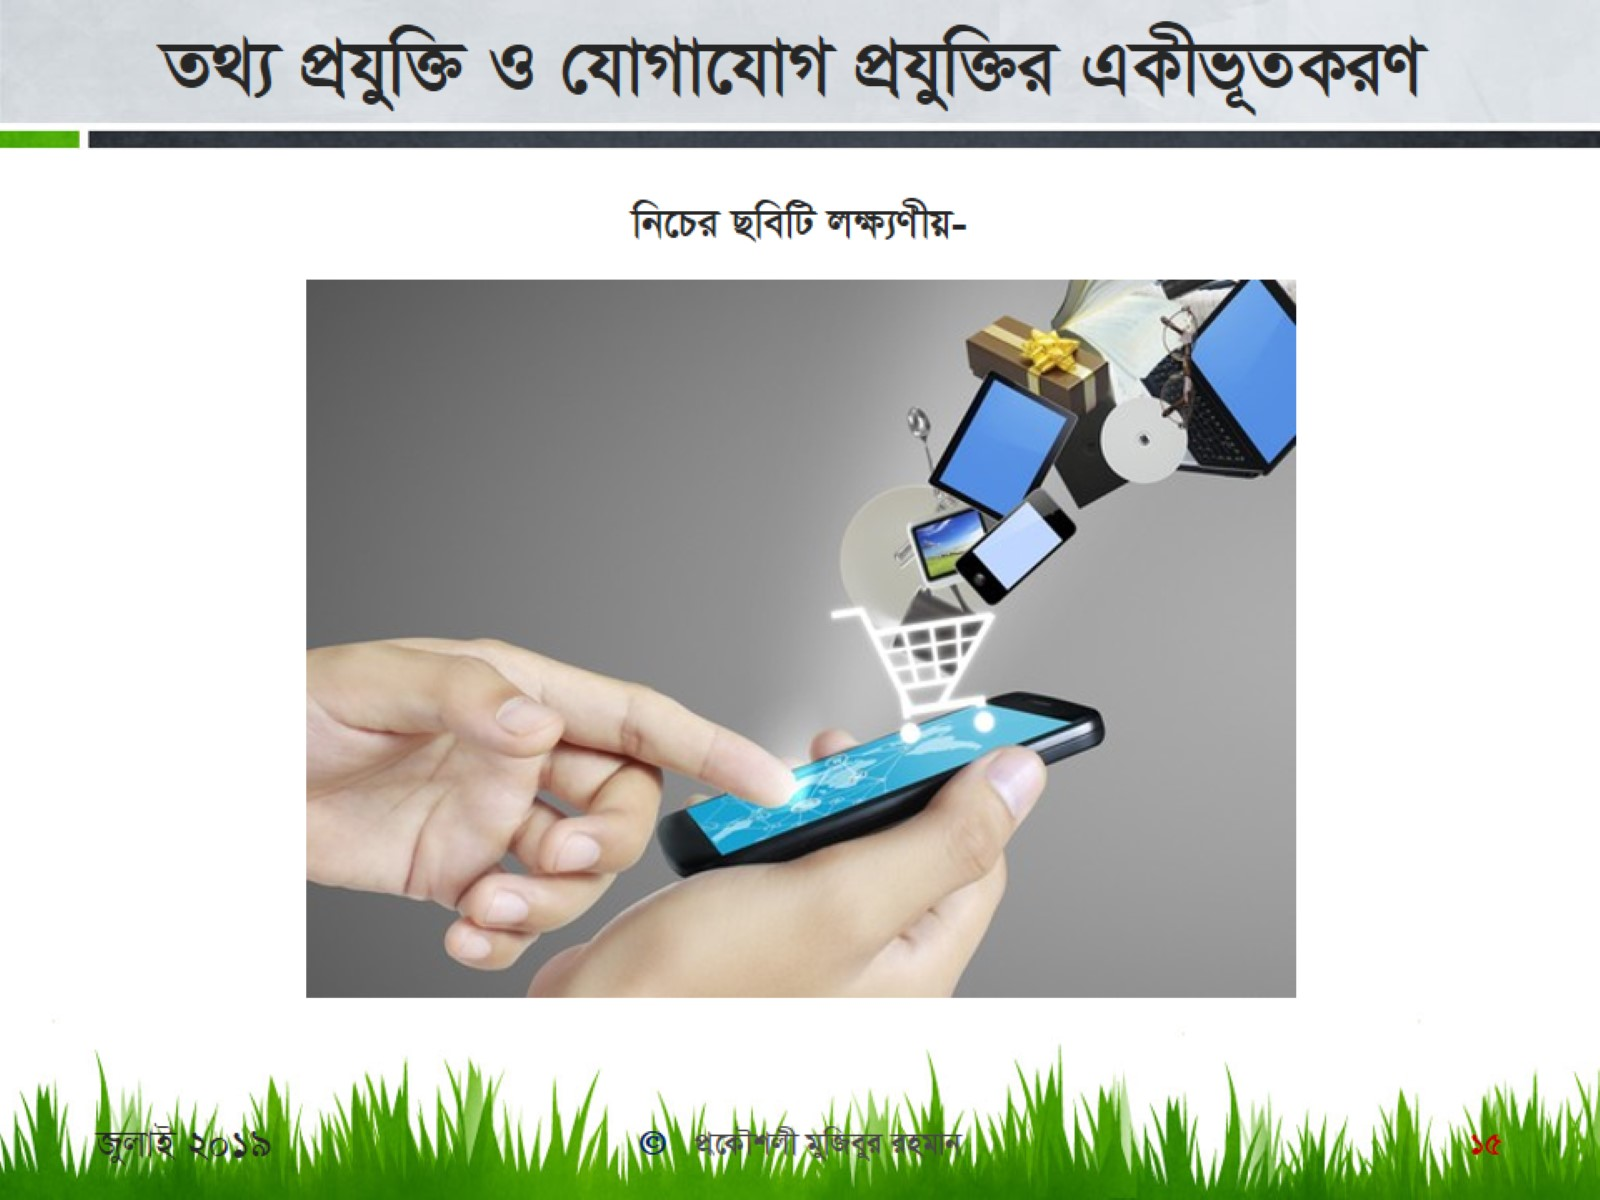 তথ্য প্রযুক্তি ও যোগাযোগ প্রযুক্তির একীভূতকরণ
নিচের ছবিটি লক্ষ্যণীয়-
জুলাই ২০১৯
© প্রকৌশলী মুজিবুর রহমান
১৫